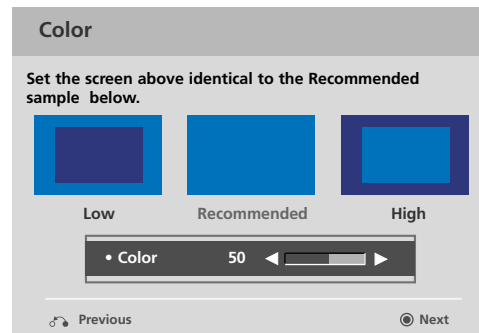 Color
Set the screen above identical to the Recommended
sample below.
Low Recommended High
• Color 50
Previous Next